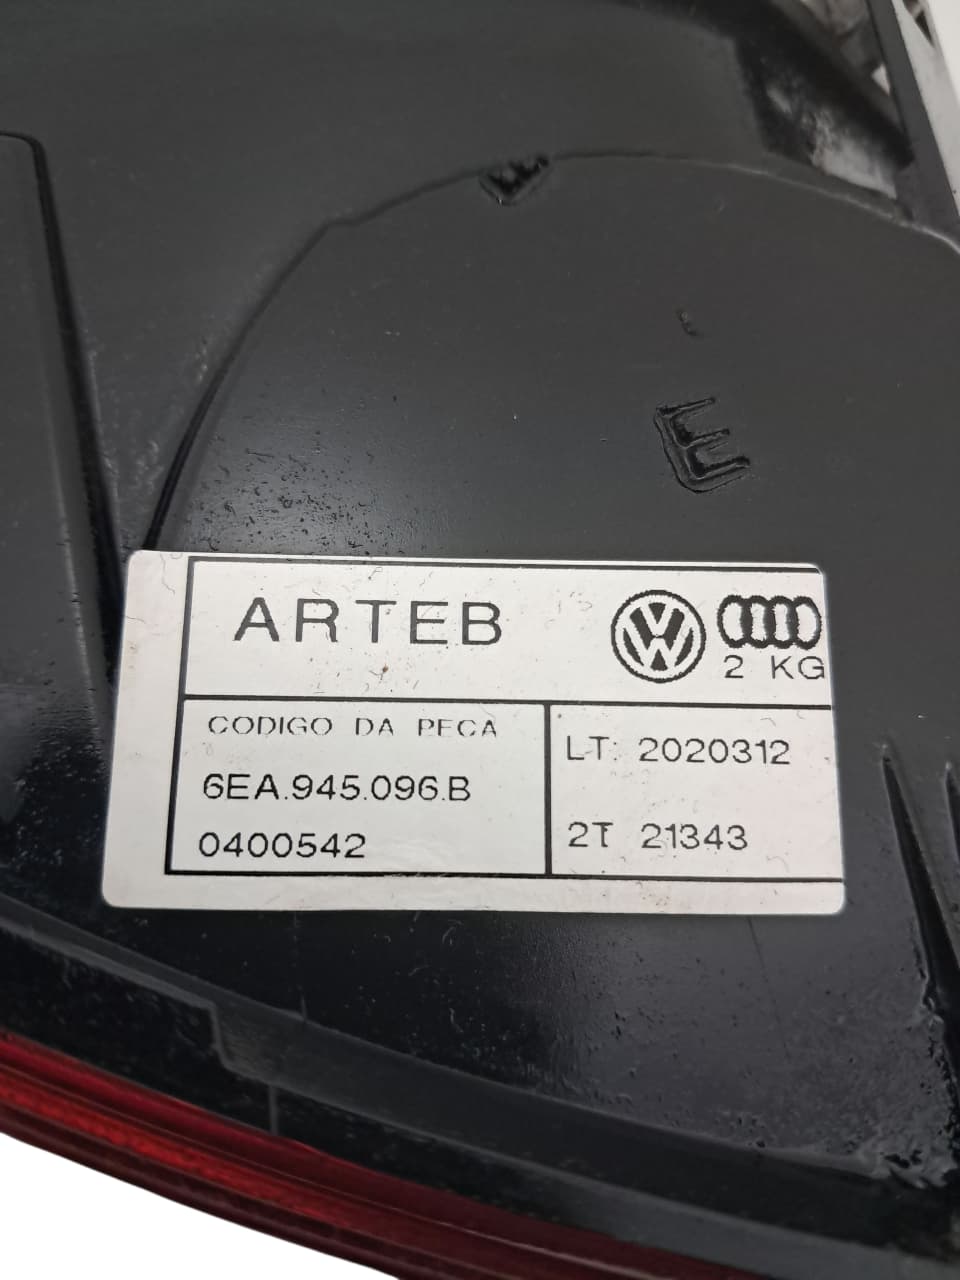 E
ARTEB
2 KG
CODIGO DA PECA
6EA.945.096.B
0400542
LT: 2020312
2T 21343